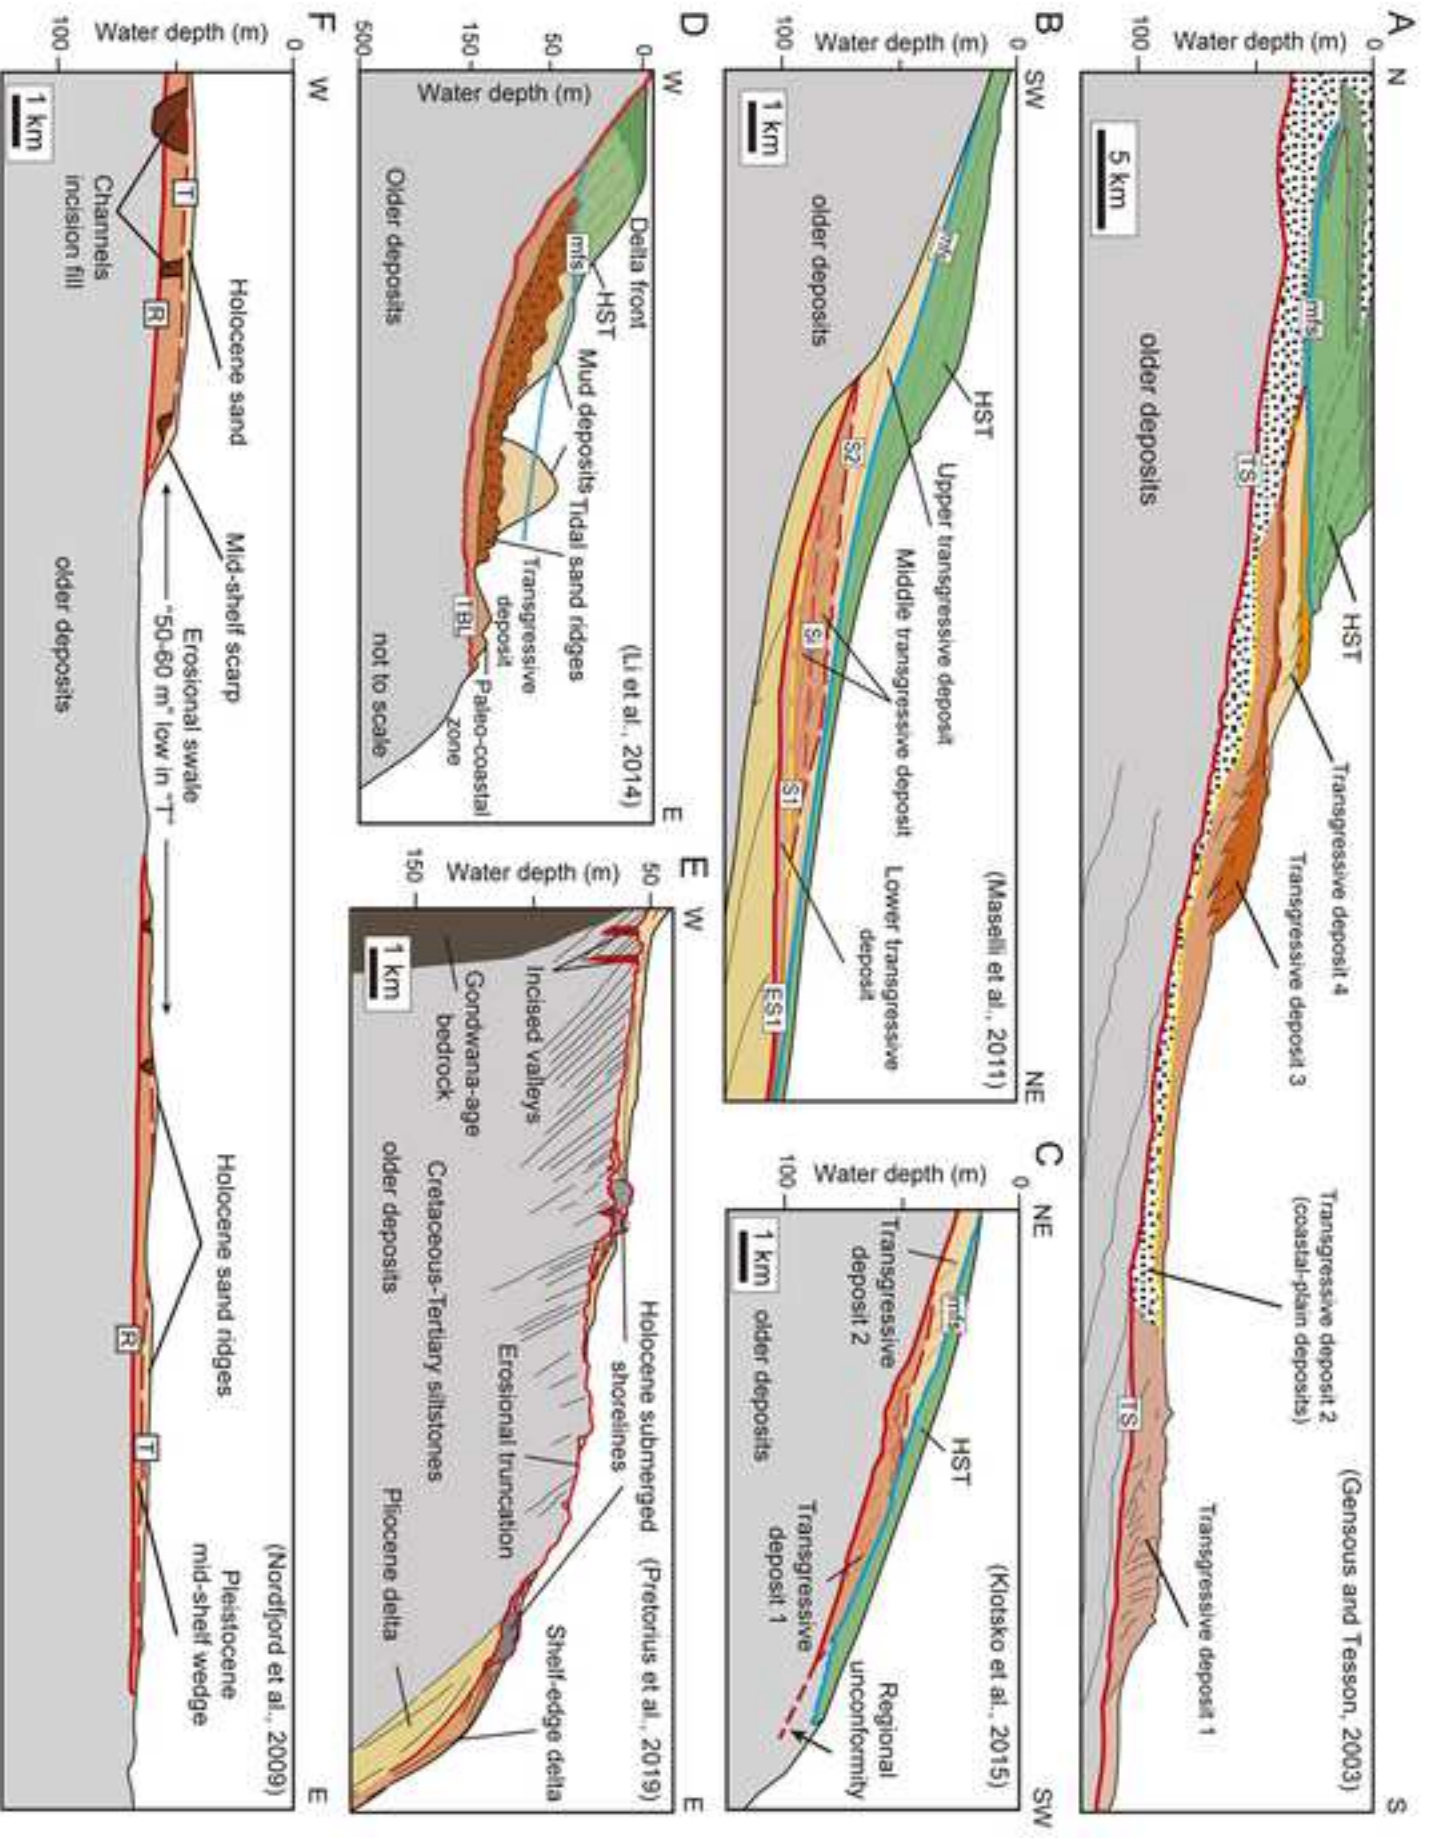 A
N
S
0
100
Water depth (m)
5 km
(Gensous and Tesson, 2003)
HST
mfs
TS
TS
older deposits
Transgressive deposit 4
Transgressive deposit 3
Transgressive deposit 2
(coastal-plain deposits)
Transgressive deposit 1
B
SW
NE
0
100
Water depth (m)
1 km
(Maselli et al., 2011)
HST
mfs
older deposits
Upper transgressive deposit
Middle transgressive deposit
Lower transgressive
deposit
S2
Si
S1
ES1
C
NE
SW
0
100
Water depth (m)
1 km
(Klotsko et al., 2015)
HST
mfs
Transgressive
deposit 2
older deposits
Transgressive
deposit 1
Regional
unconformity
D
W
E
0
50
150
500
Water depth (m)
(Li et al., 2014)
Delta front
HST
mfs
Mud deposits
Tidal sand ridges
Transgressive
deposit
Paleo-coastal
zone
TBL
Older deposits
not to scale
E
W
E
50
150
Water depth (m)
1 km
(Pretorius et al., 2019)
Holocene submerged
shorelines
Shelf-edge delta
Incised valleys
Erosional truncation
Gondwana-age
bedrock
Cretaceous-Tertiary siltstones
older deposits
Pliocene delta
F
W
E
0
100
Water depth (m)
1 km
(Nordfjord et al., 2009)
Holocene sand
Mid-shelf scarp
Erosional swale
"50-60 m" low in "T"
Holocene sand ridges
Pleistocene
mid-shelf wedge
T
R
T
R
Channels
incision fill
older deposits